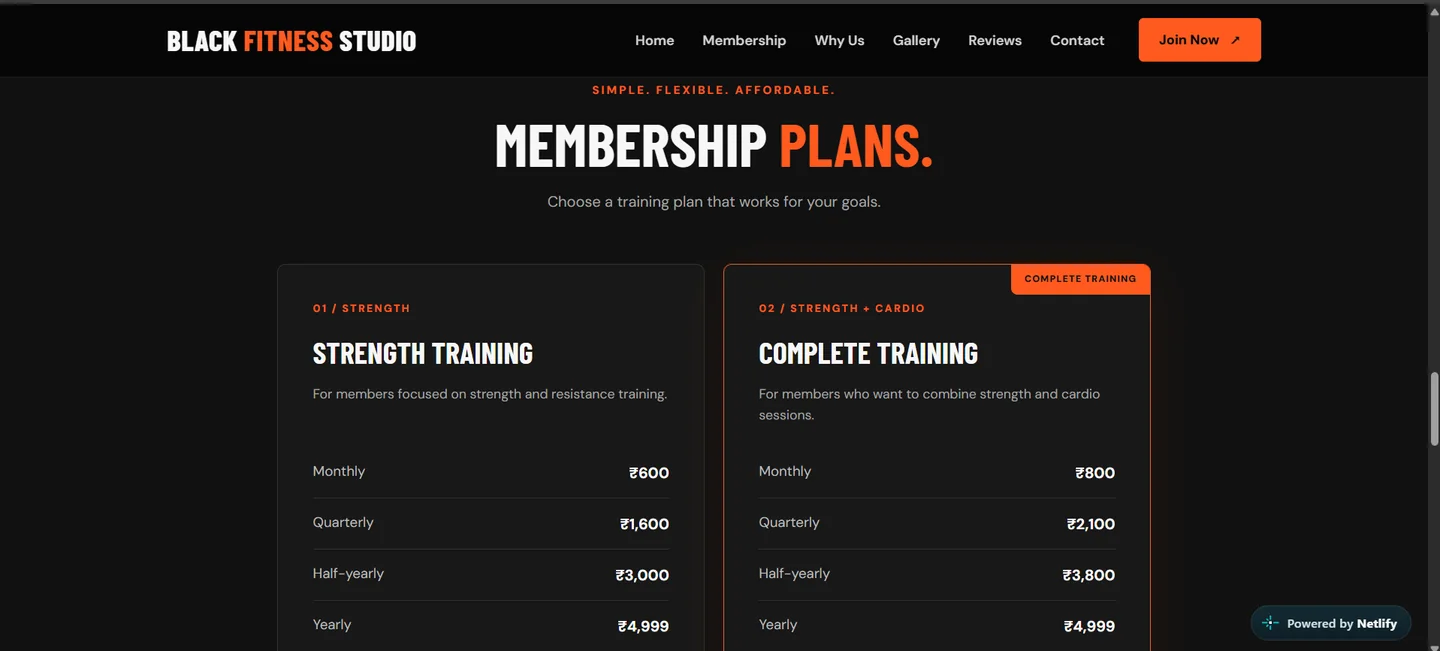 BLACK FITNESS STUDIO
Home Membership Why Us Gallery Reviews Contact Join Now ↗
SIMPLE. FLEXIBLE. AFFORDABLE.
MEMBERSHIP PLANS.
Choose a training plan that works for your goals.
01 / STRENGTH
STRENGTH TRAINING
For members focused on strength and resistance training.
Monthly ₹600
Quarterly ₹1,600
Half-yearly ₹3,000
Yearly ₹4,999
COMPLETE TRAINING
02 / STRENGTH + CARDIO
COMPLETE TRAINING
For members who want to combine strength and cardio
sessions.
Monthly ₹800
Quarterly ₹2,100
Half-yearly ₹3,800
Yearly ₹4,999
Powered by Netlify